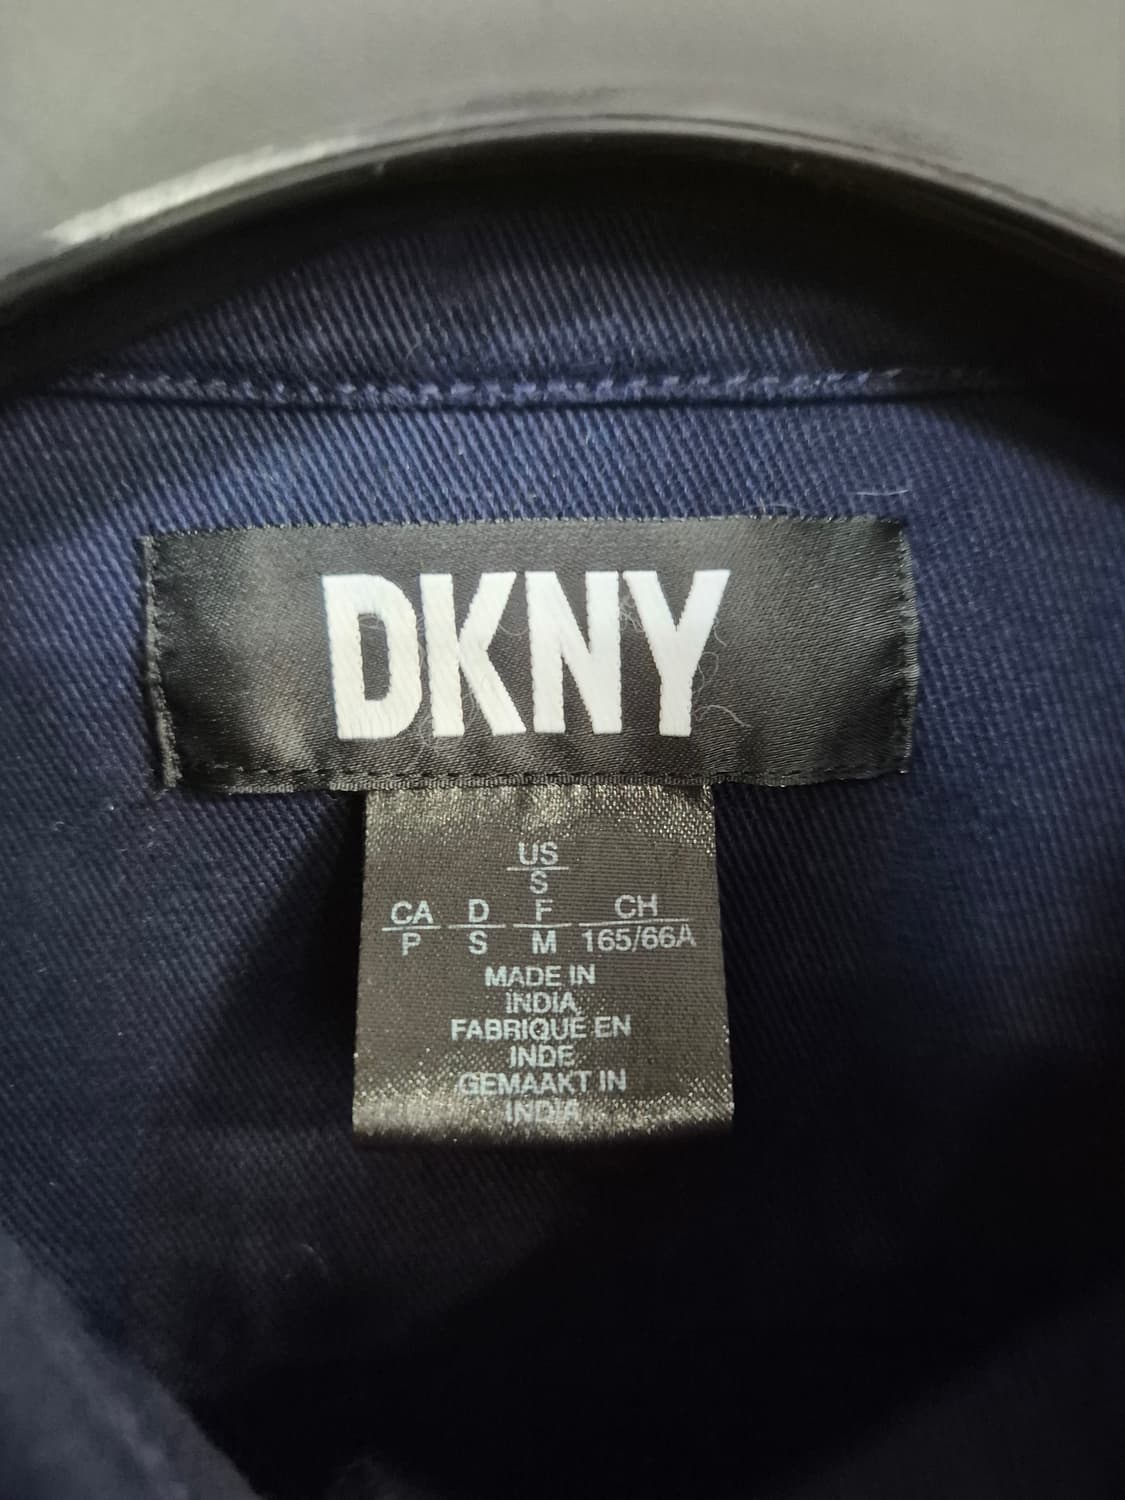 DKNY
US
S
CA D F CH
P S M 165/66A
MADE IN
INDIA
FABRIQUÉ EN
INDE
GEMAAKT IN
INDIA